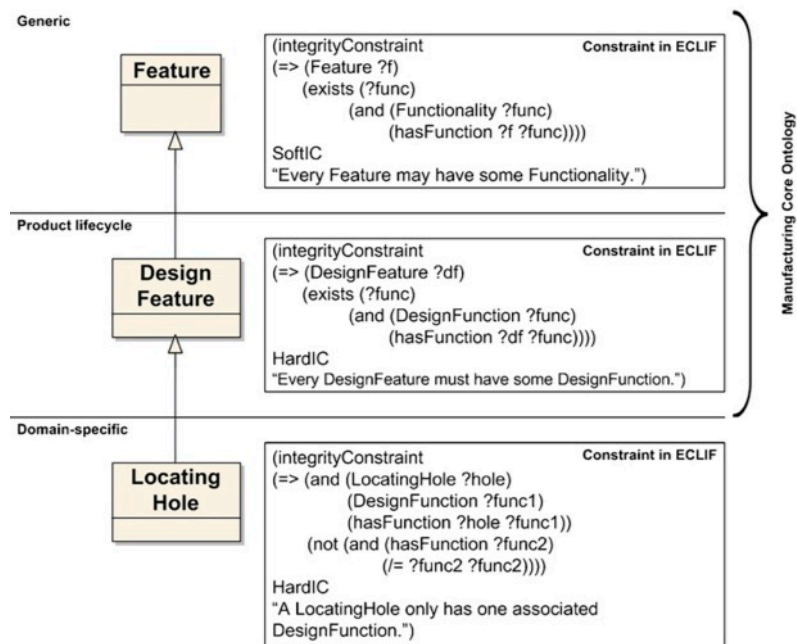 Generic
Feature
(integrityConstraint Constraint in ECLIF
(=> (Feature ?f)
(exists (?func)
(and (Functionality ?func)
(hasFunction ?f ?func))))
SoftIC
“Every Feature may have some Functionality.”)
Product lifecycle
Design
Feature
(integrityConstraint Constraint in ECLIF
(=> (DesignFeature ?df)
(exists (?func)
(and (DesignFunction ?func)
(hasFunction ?df ?func))))
HardIC
“Every DesignFeature must have some DesignFunction.”)
Manufacturing Core Ontology
Domain-specific
Locating
Hole
(integrityConstraint Constraint in ECLIF
(=> (and (LocatingHole ?hole)
(DesignFunction ?func1)
(hasFunction ?hole ?func1))
(not (and (hasFunction ?func2)
(/= ?func2 ?func2))))
HardIC
“A LocatingHole only has one associated
DesignFunction.”)